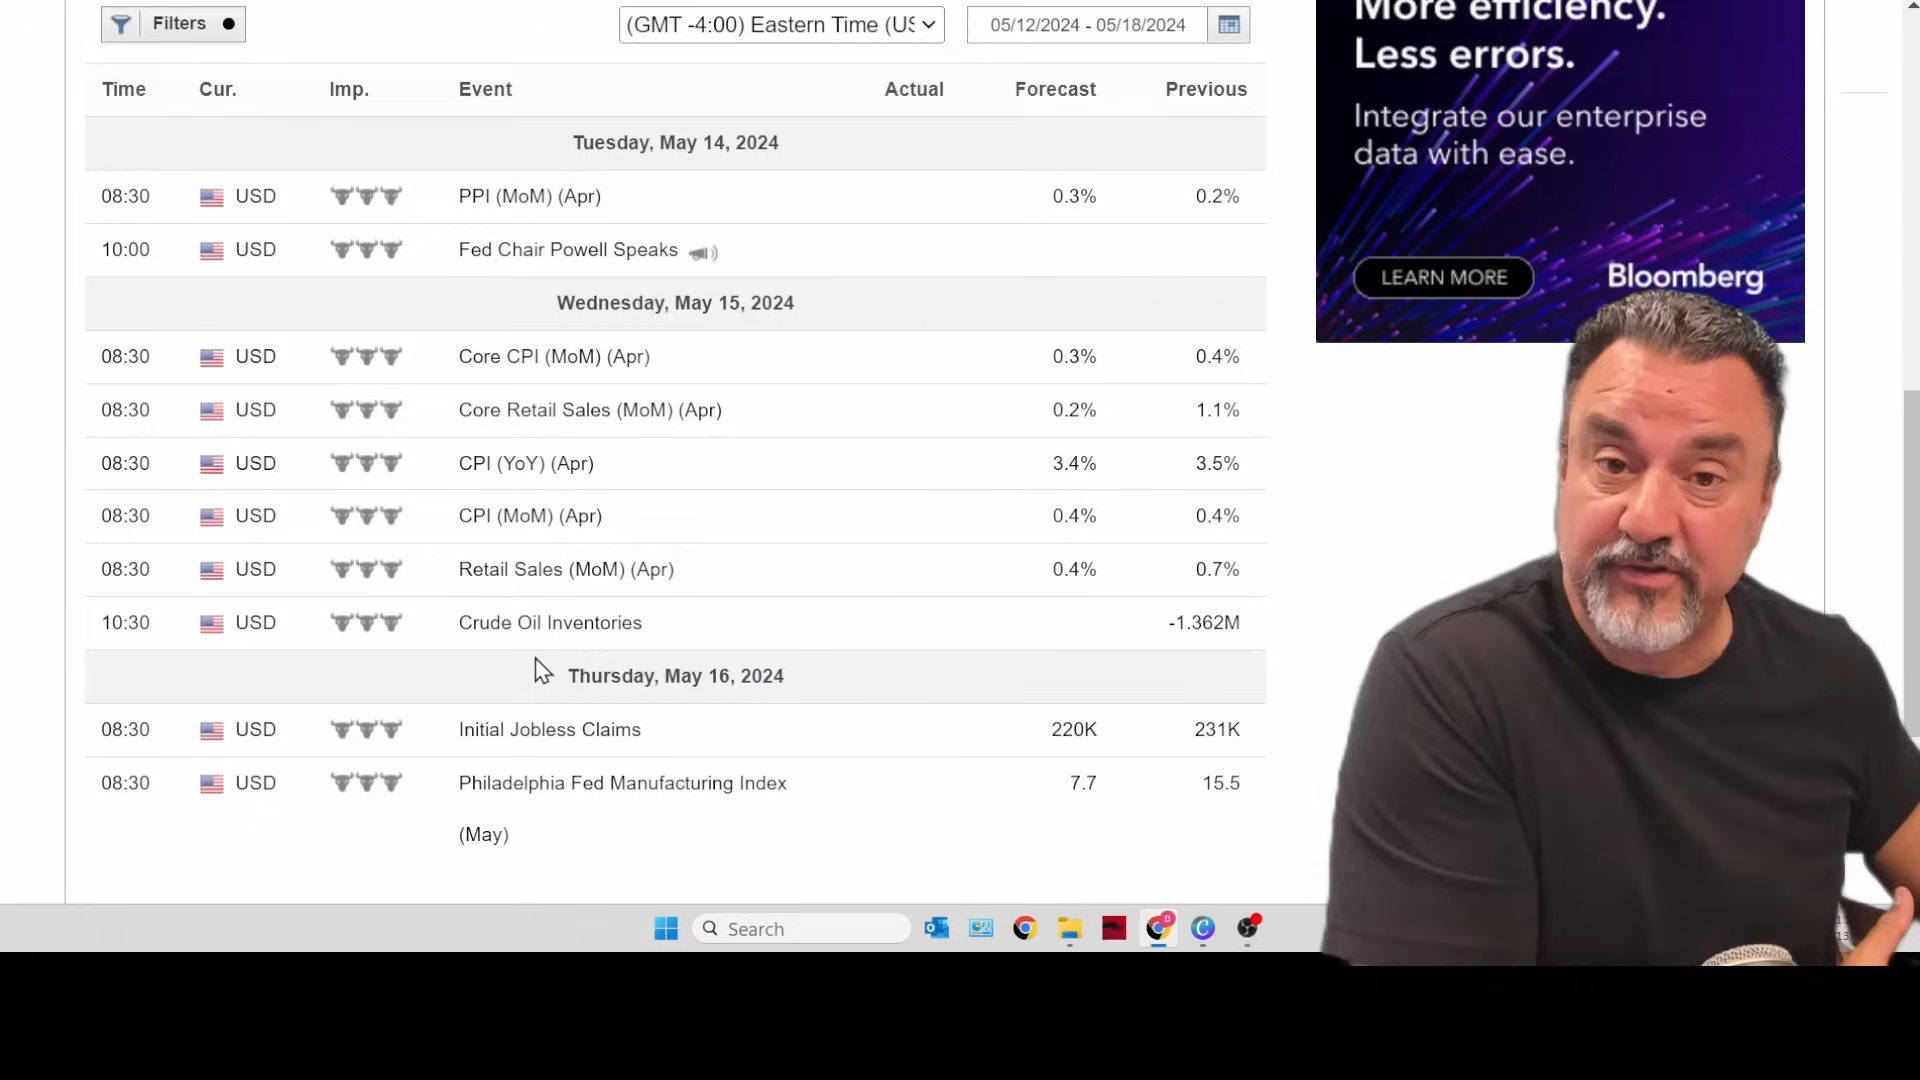 Filters
(GMT -4:00) Eastern Time (US
05/12/2024 - 05/18/2024
Time Cur. Imp. Event Actual Forecast Previous
Tuesday, May 14, 2024
08:30 USD PPI (MoM) (Apr) 0.3% 0.2%
10:00 USD Fed Chair Powell Speaks
Wednesday, May 15, 2024
08:30 USD Core CPI (MoM) (Apr) 0.3% 0.4%
08:30 USD Core Retail Sales (MoM) (Apr) 0.2% 1.1%
08:30 USD CPI (YoY) (Apr) 3.4% 3.5%
08:30 USD CPI (MoM) (Apr) 0.4% 0.4%
08:30 USD Retail Sales (MoM) (Apr) 0.4% 0.7%
10:30 USD Crude Oil Inventories -1.362M
Thursday, May 16, 2024
08:30 USD Initial Jobless Claims 220K 231K
08:30 USD Philadelphia Fed Manufacturing Index 7.7 15.5
(May)
More efficiency.
Less errors.
Integrate our enterprise
data with ease.
LEARN MORE
Bloomberg
Search